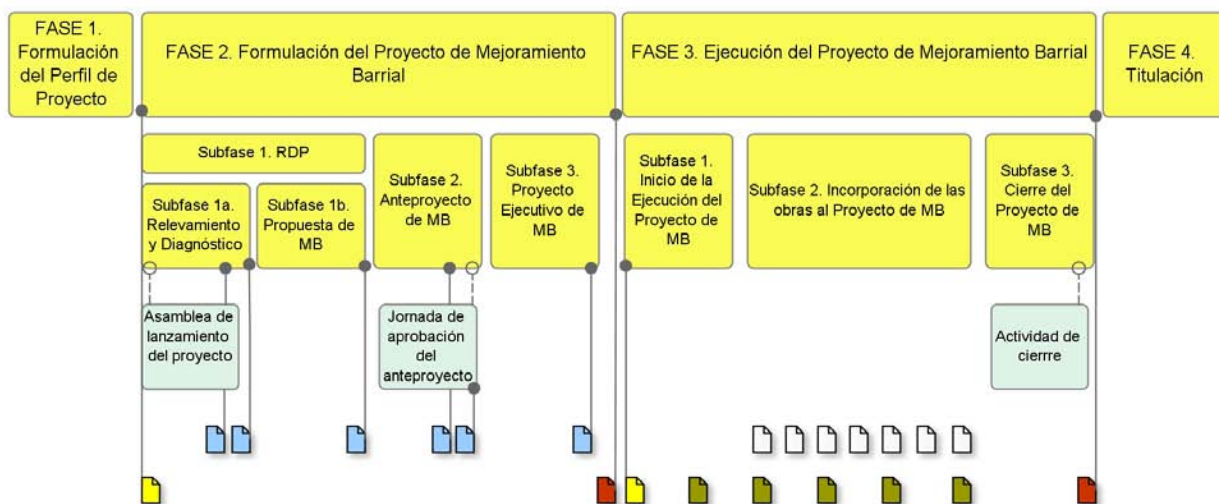 FASE 1.
Formulación
del Perfil de
Proyecto
FASE 2. Formulación del Proyecto de Mejoramiento
Barrial
FASE 3. Ejecución del Proyecto de Mejoramiento Barrial
FASE 4.
Titulación
Subfase 1. RDP
Subfase 1a.
Relevamiento
y Diagnóstico
Subfase 1b.
Propuesta de
MB
Subfase 2.
Anteproyecto
de MB
Subfase 3.
Proyecto
Ejecutivo de
MB
Subfase 1.
Inicio de la
Ejecución del
Proyecto de
MB
Subfase 2. Incorporación de las
obras al Proyecto de MB
Subfase 3.
Cierre del
Proyecto de
MB
Asamblea de
lanzamiento
del proyecto
Jornada de
aprobación
del
anteproyecto
Actividad de
cierrre